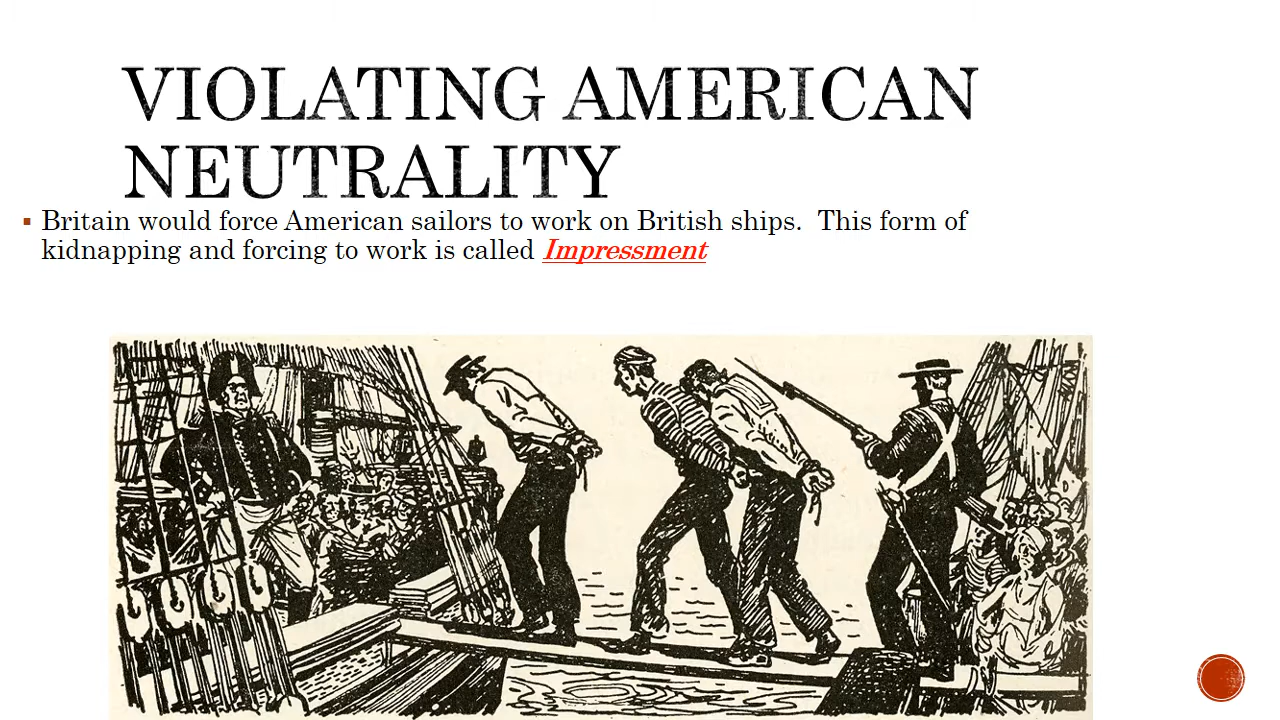 VIOLATING AMERICAN
NEUTRALITY
▪ Britain would force American sailors to work on British ships.  This form of
kidnapping and forcing to work is called Impressment